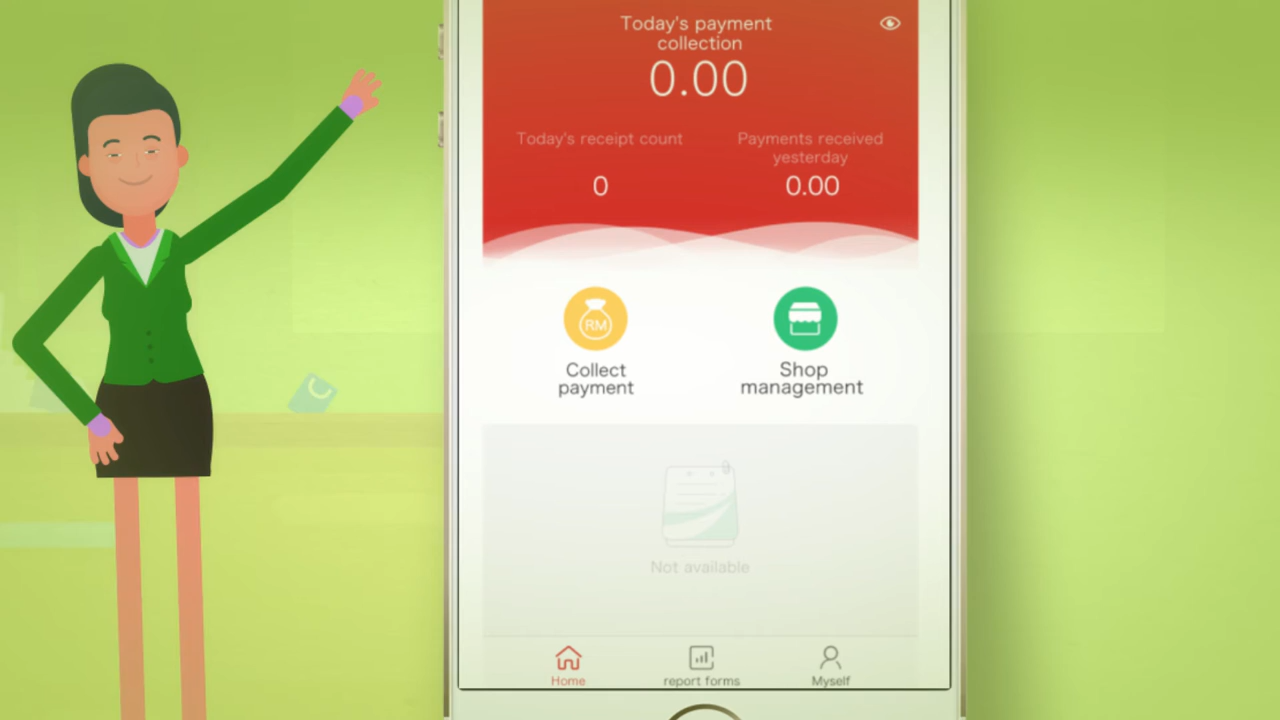 Today's payment
collection
0.00
Today's receipt count
Payments received
yesterday
0
0.00
RM
Collect
payment
Shop
management
Not available
Home
report forms
Myself